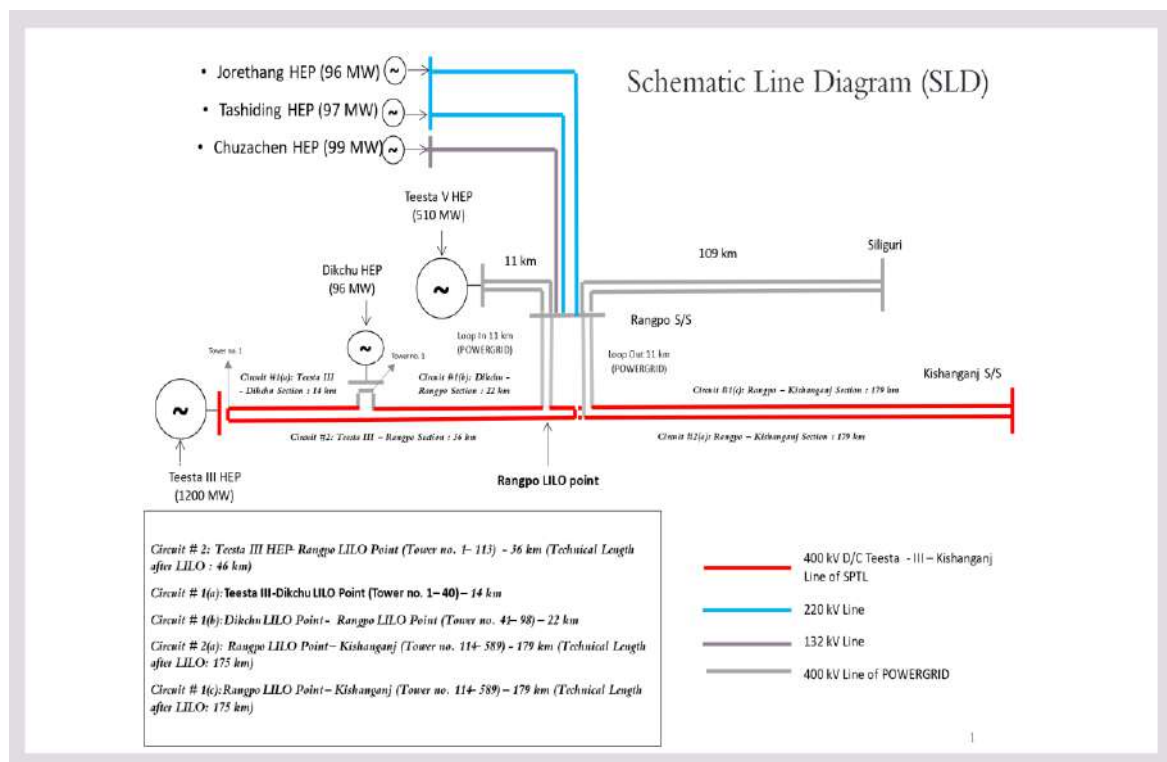 Schematic Line Diagram (SLD)
• Jorethang HEP (96 MW)
~
• Tashiding HEP (97 MW)
~
• Chuzachen HEP (99 MW)
~
Teesta V HEP
(510 MW)
~
11 km
109 km
Siliguri
Dikchu HEP
(96 MW)
~
Rangpo S/S
Loop In 11 km
(POWERGRID)
Loop Out 11 km
(POWERGRID)
Tower no. 1
Tower no. 1
Circuit #1(a): Teesta III
- Dikchu Section : 14 km
Circuit #1(b): Dikchu -
Rangpo Section : 22 km
Circuit #1(c): Rangpo – Kishanganj Section : 179 km
Kishanganj S/S
~
Circuit #2: Teesta III – Rangpo Section : 36 km
Circuit #2(a): Rangpo – Kishanganj Section : 179 km
Teesta III HEP
(1200 MW)
Rangpo LILO point
Circuit # 2: Teesta III HEP- Rangpo LILO Point (Tower no. 1– 113) - 36 km (Technical Length
after LILO : 46 km)
Circuit # 1(a): Teesta III-Dikchu LILO Point (Tower no. 1–40) – 14 km
Circuit # 1(b): Dikchu LILO Point - Rangpo LILO Point (Tower no. 41– 98) – 22 km
Circuit # 2(a): Rangpo LILO Point– Kishanganj (Tower no. 114- 589) - 179 km (Technical Length
after LILO: 175 km)
Circuit # 1(c): Rangpo LILO Point– Kishanganj (Tower no. 114- 589) – 179 km (Technical Length
after LILO: 175 km)
400 kV D/C Teesta - III – Kishanganj
Line of SPTL
220 kV Line
132 kV Line
400 kV Line of POWERGRID
1